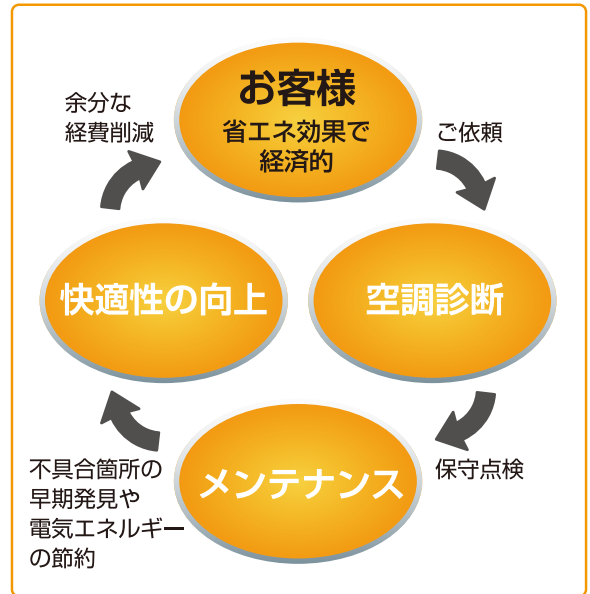 お客様
省エネ効果で
経済的
ご依頼
空調診断
保守点検
メンテナンス
不具合箇所の
早期発見や
電気エネルギー
の節約
快適性の向上
余分な
経費削減